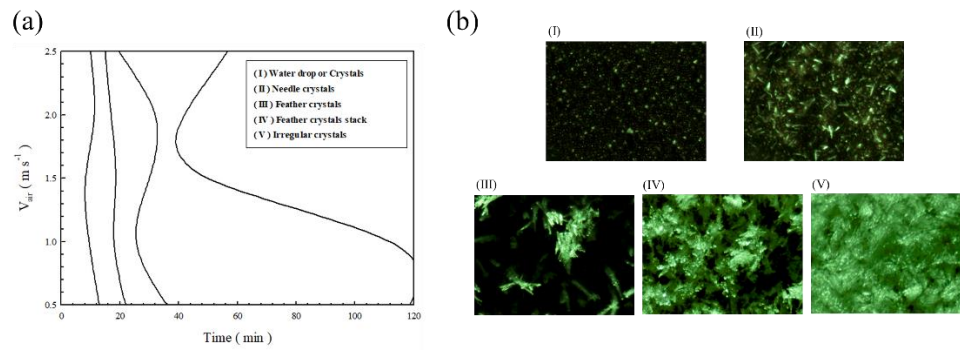 (a)
2.5
2.0
1.5
1.0
0.5
V air ( m s -1 )
( I ) Water drop or Crystals
( II ) Needle crystals
( III ) Feather crystals
( IV ) Feather crystals stack
( V ) Irregular crystals
0 20 40 60 80 100 120
Time ( min )
(b)
(I)
(II)
(III)
(IV)
(V)